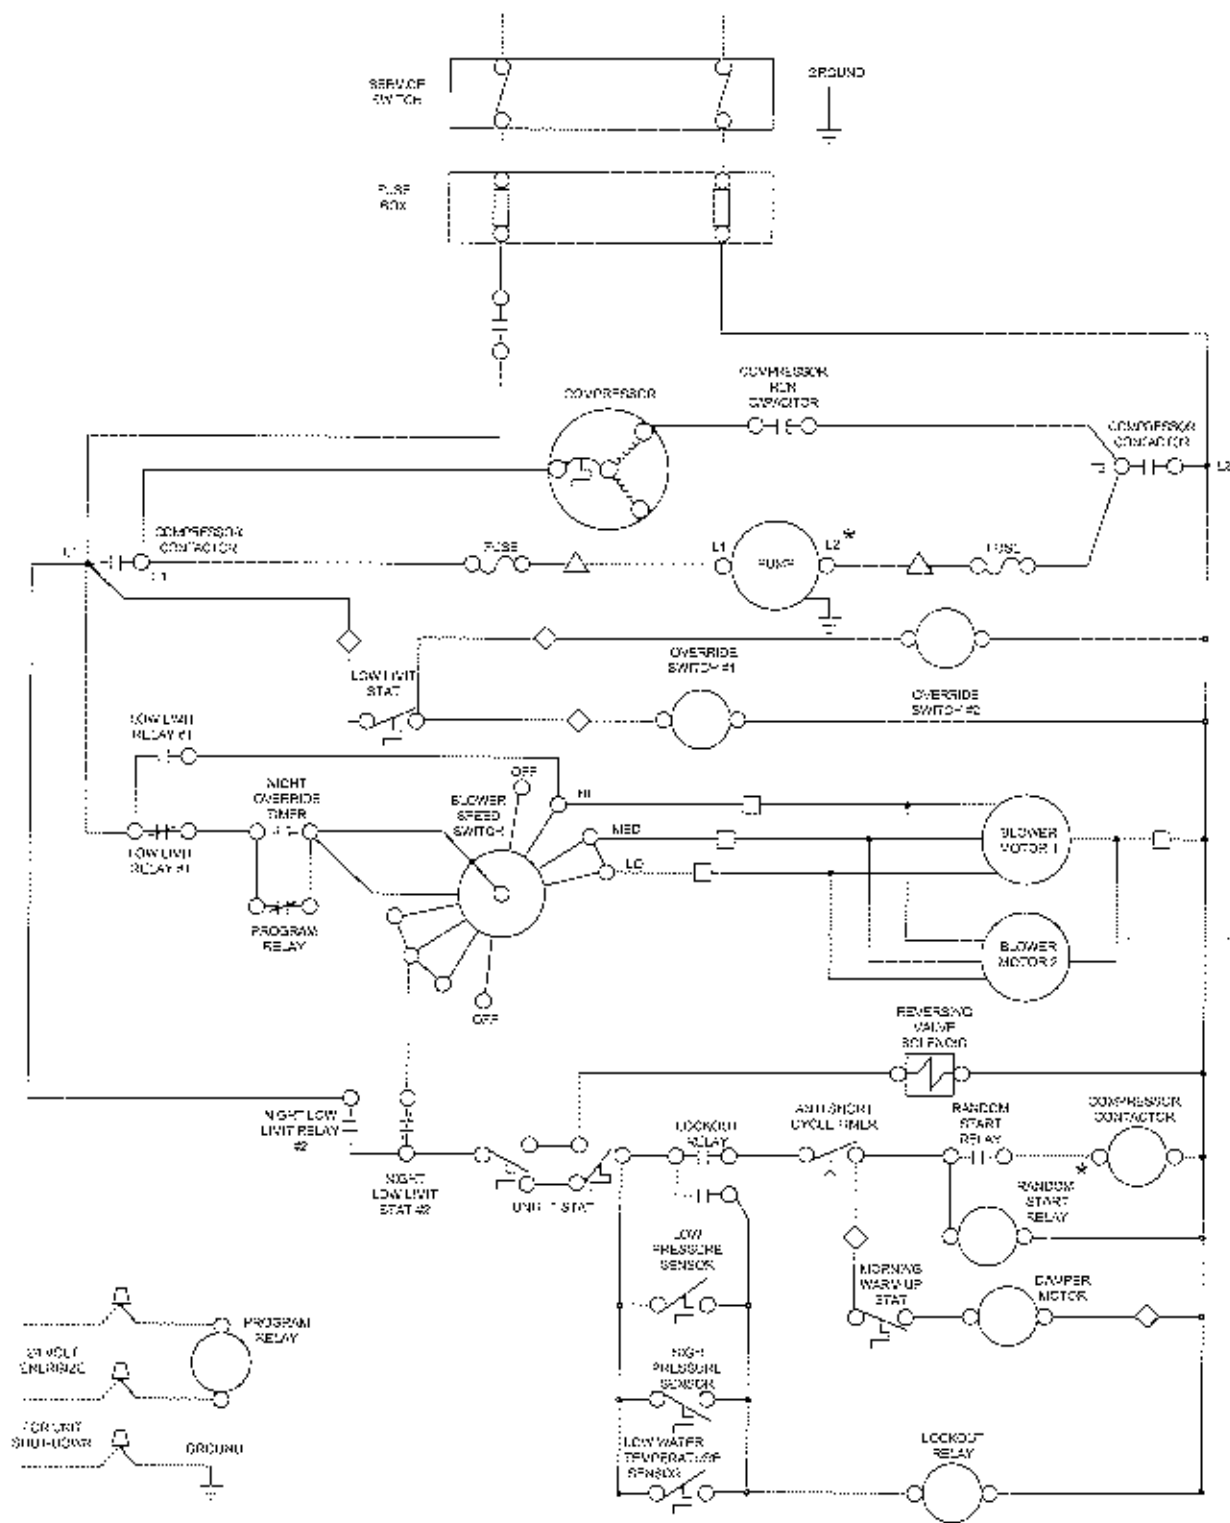 SERVICE
SWITCH
GROUND
FUSE
BOX
COMPRESSOR
RUN
CAPACITOR
COMPRESSOR
COMPRESSOR
CONTACTOR
L2
L1
COMPRESSOR
CONTACTOR
L1
FUSE
L1
PUMP
L2 *
FUSE
LOW LIMIT
STAT
OVERRIDE
SWITCH #1
OVERRIDE
SWITCH #2
LOW LIMIT
RELAY #1
NIGHT
OVERRIDE
TIMER
BLOWER
SPEED
SWITCH
OFF
HI
MED
LO
BLOWER
MOTOR 1
LOW LIMIT
RELAY #1
PROGRAM
RELAY
BLOWER
MOTOR 2
OFF
REVERSING
VALVE
NIGHT LOW
LIMIT RELAY
#2
LOCKOUT
RELAY
ANTI SHORT
CYCLE TIMER
RANDOM
START
RELAY
COMPRESSOR
CONTACTOR
*
NIGHT
LOW LIMIT
STAT #2
STAT
RANDOM
START
RELAY
LOW
PRESSURE
SENSOR
MORNING
WARM-UP
STAT
DAMPER
MOTOR
PROGRAM
RELAY
24 VOLT
HIGH
PRESSURE
SENSOR
FOR UNIT
SHUT-DOWN
GROUND
LOW WATER
TEMPERATURE
SENSOR
LOCKOUT
RELAY